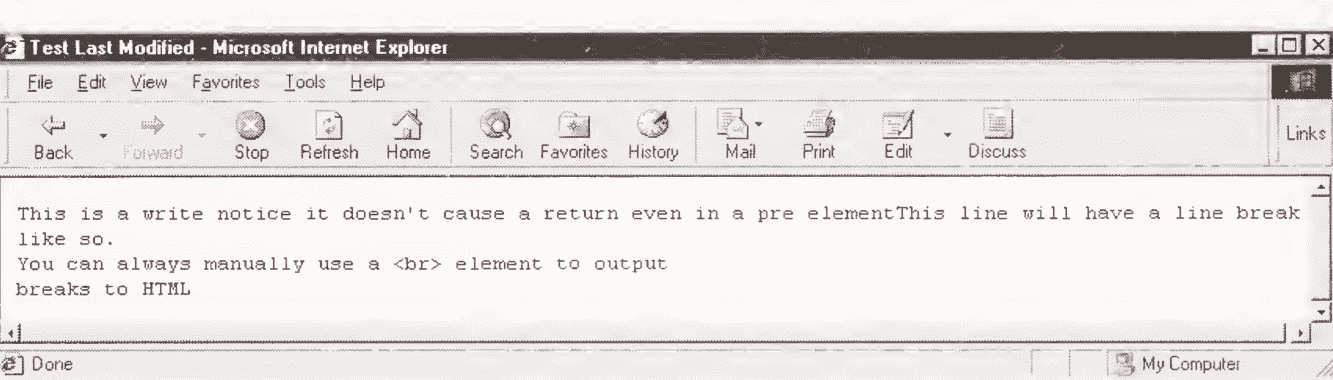 Test Last Modified - Microsoft Internet Explorer
File Edit View Favorites Tools Help
Back Forward Stop Refresh Home Search Favorites History Mail Print Edit Discuss Links
This is a write notice it doesn't cause a return even in a pre elementThis line will have a line break
like so.
You can always manually use a <br> element to output
breaks to HTML
Done My Computer